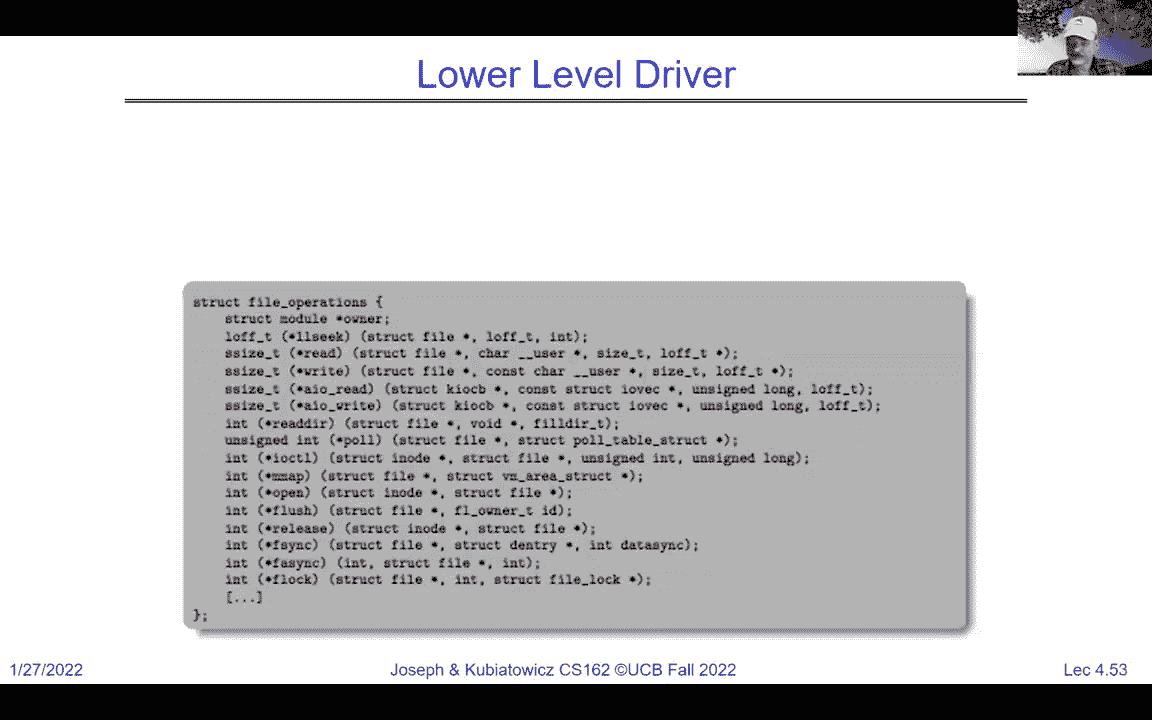 Lower Level Driver
struct file_operations {
struct module *owner;
loff_t (*llseek) (struct file *, loff_t, int);
ssize_t (*read) (struct file *, char __user *, size_t, loff_t *);
ssize_t (*write) (struct file *, const char __user *, size_t, loff_t *);
ssize_t (*aio_read) (struct kiocb *, const struct iovec *, unsigned long, loff_t);
ssize_t (*aio_write) (struct kiocb *, const struct iovec *, unsigned long, loff_t);
int (*readdir) (struct file *, void *, filldir_t);
unsigned int (*poll) (struct file *, struct poll_table_struct *);
int (*ioctl) (struct inode *, struct file *, unsigned int, unsigned long);
int (*mmap) (struct file *, struct vm_area_struct *);
int (*open) (struct inode *, struct file *);
int (*flush) (struct file *, fl_owner_t id);
int (*release) (struct inode *, struct file *);
int (*fsync) (struct file *, struct dentry *, int datasync);
int (*fasync) (int, struct file *, int);
int (*flock) (struct file *, int, struct file_lock *);
[...]
};
1/27/2022
Joseph & Kubiatowicz CS162 ©UCB Fall 2022
Lec 4.53